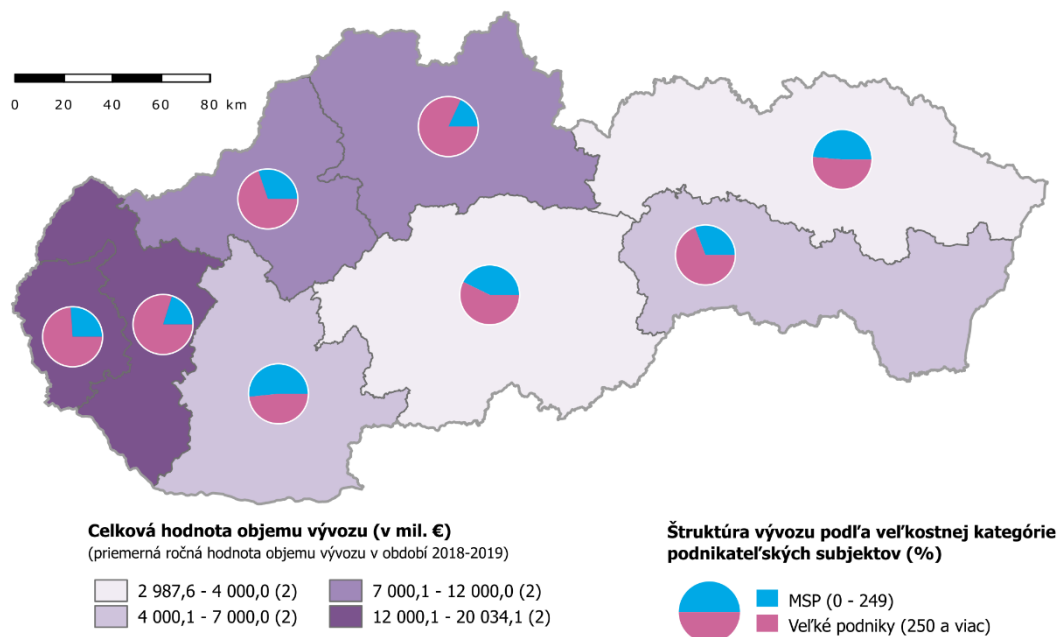 0 20 40 60 80 km
Celková hodnota objemu vývozu (v mil. €)
(priemerná ročná hodnota objemu vývozu v období 2018-2019)
2 987,6 - 4 000,0 (2)
4 000,1 - 7 000,0 (2)
7 000,1 - 12 000,0 (2)
12 000,1 - 20 034,1 (2)
Štruktúra vývozu podľa veľkostnej kategórie
podnikateľských subjektov (%)
MSP (0 - 249)
Veľké podniky (250 a viac)